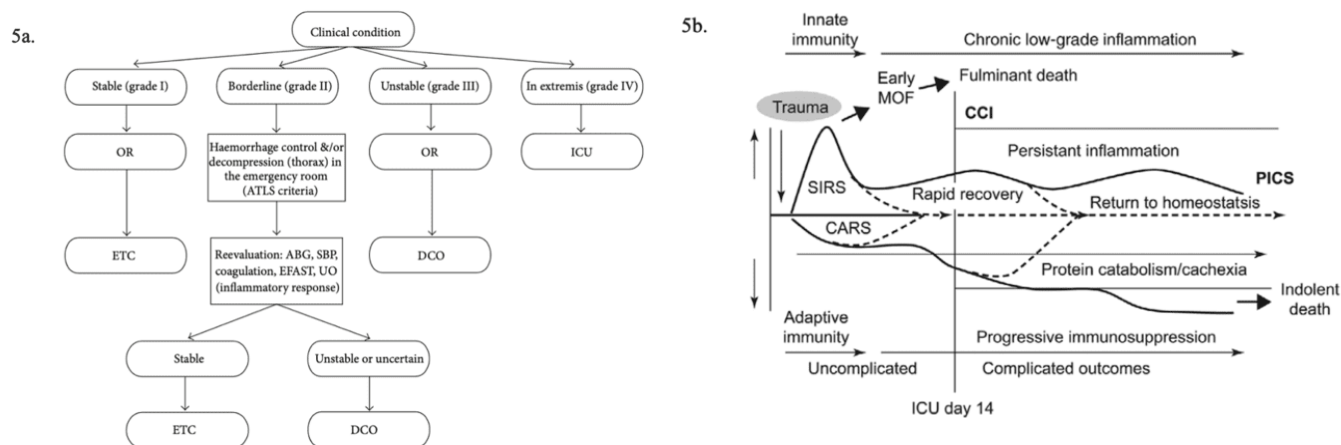 5a.
Clinical condition
Stable (grade I)
Borderline (grade II)
Unstable (grade III)
In extremis (grade IV)
OR
Haemorrhage control &/or
decompression (thorax) in
the emergency room
(ATLS criteria)
OR
ICU
ETC
Reevaluation: ABG, SBP,
coagulation, EFAST, UO
(inflammatory response)
DCO
Stable
Unstable or uncertain
ETC
DCO
5b.
Innate
immunity
Chronic low-grade inflammation
Early
MOF
Fulminant death
Trauma
CCI
Persistant inflammation
SIRS
Rapid recovery
PICS
Return to homeostatsis
CARS
Protein catabolism/cachexia
Indolent
death
Adaptive
immunity
Progressive immunosuppression
Uncomplicated
Complicated outcomes
ICU day 14